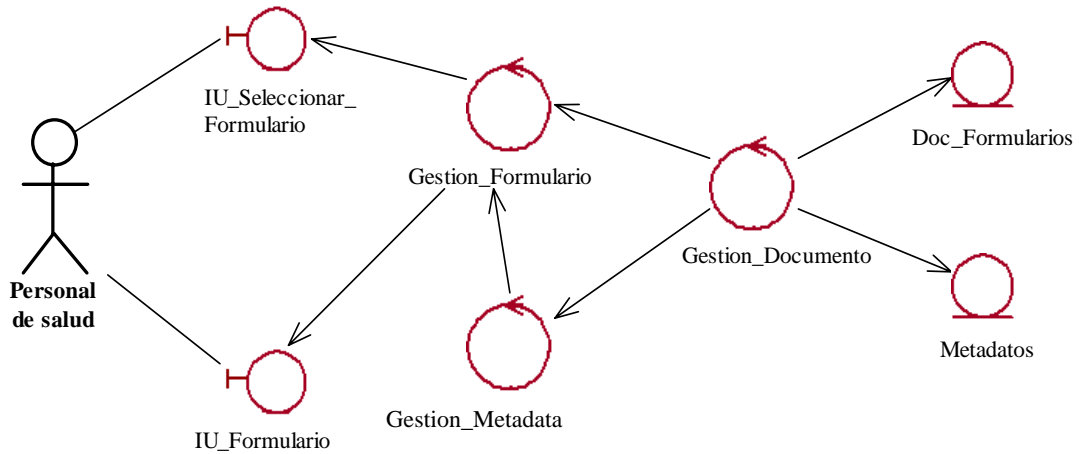 IU_Seleccionar_
Formulario
Gestion_Formulario
Doc_Formularios
Gestion_Documento
Personal
de salud
Metadatos
Gestion_Metadata
IU_Formulario